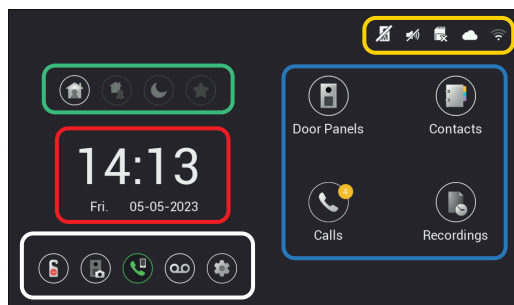 14:13
Fri. 05-05-2023
Door Panels
Contacts
4
Calls
Recordings